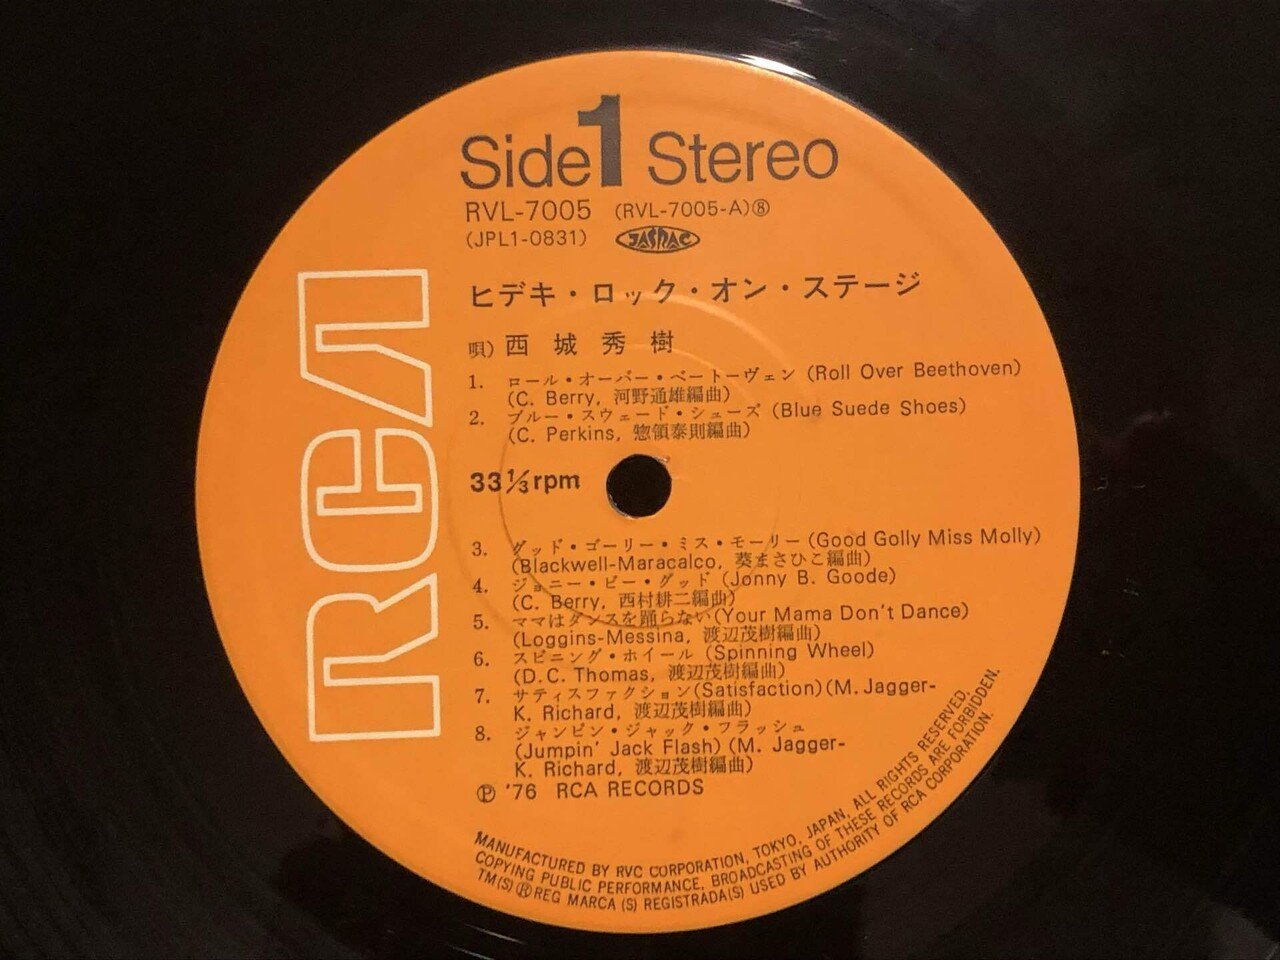 Side 1 Stereo
RVL-7005 (RVL-7005-A)⑧
(JPL1-0831) JASRAC
RCA
ヒデキ・ロック・オン・ステージ
唄) 西城秀樹
1. ロール・オーバー・ベートーヴェン (Roll Over Beethoven)
(C. Berry, 河野通雄編曲)
2. ブルー・スウェード・シューズ (Blue Suede Shoes)
(C. Perkins, 惣領泰則編曲)
33 1/3 rpm
3. グッド・ゴーリー・ミス・モーリー (Good Golly Miss Molly)
(Blackwell-Maracalco, 葵まさひこ編曲)
4. ジョニー・ビー・グッド (Jonny B. Goode)
(C. Berry, 西村耕二編曲)
5. ママはダンスを踊らない (Your Mama Don't Dance)
(Loggins-Messina, 渡辺茂樹編曲)
6. スピニング・ホイール (Spinning Wheel)
(D.C. Thomas, 渡辺茂樹編曲)
7. サティスファクション (Satisfaction) (M. Jagger-
K. Richard, 渡辺茂樹編曲)
8. ジャンピン・ジャック・フラッシュ
(Jumpin' Jack Flash) (M. Jagger-
K. Richard, 渡辺茂樹編曲)
Ⓟ '76 RCA RECORDS
MANUFACTURED BY RVC CORPORATION, TOKYO, JAPAN, ALL RIGHTS RESERVED,
COPYING PUBLIC PERFORMANCE, BROADCASTING OF THESE RECORDS ARE FORBIDDEN.
TM(S) ® REG MARCA (S) REGISTRADA(S) USED BY AUTHORITY OF RCA CORPORATION.